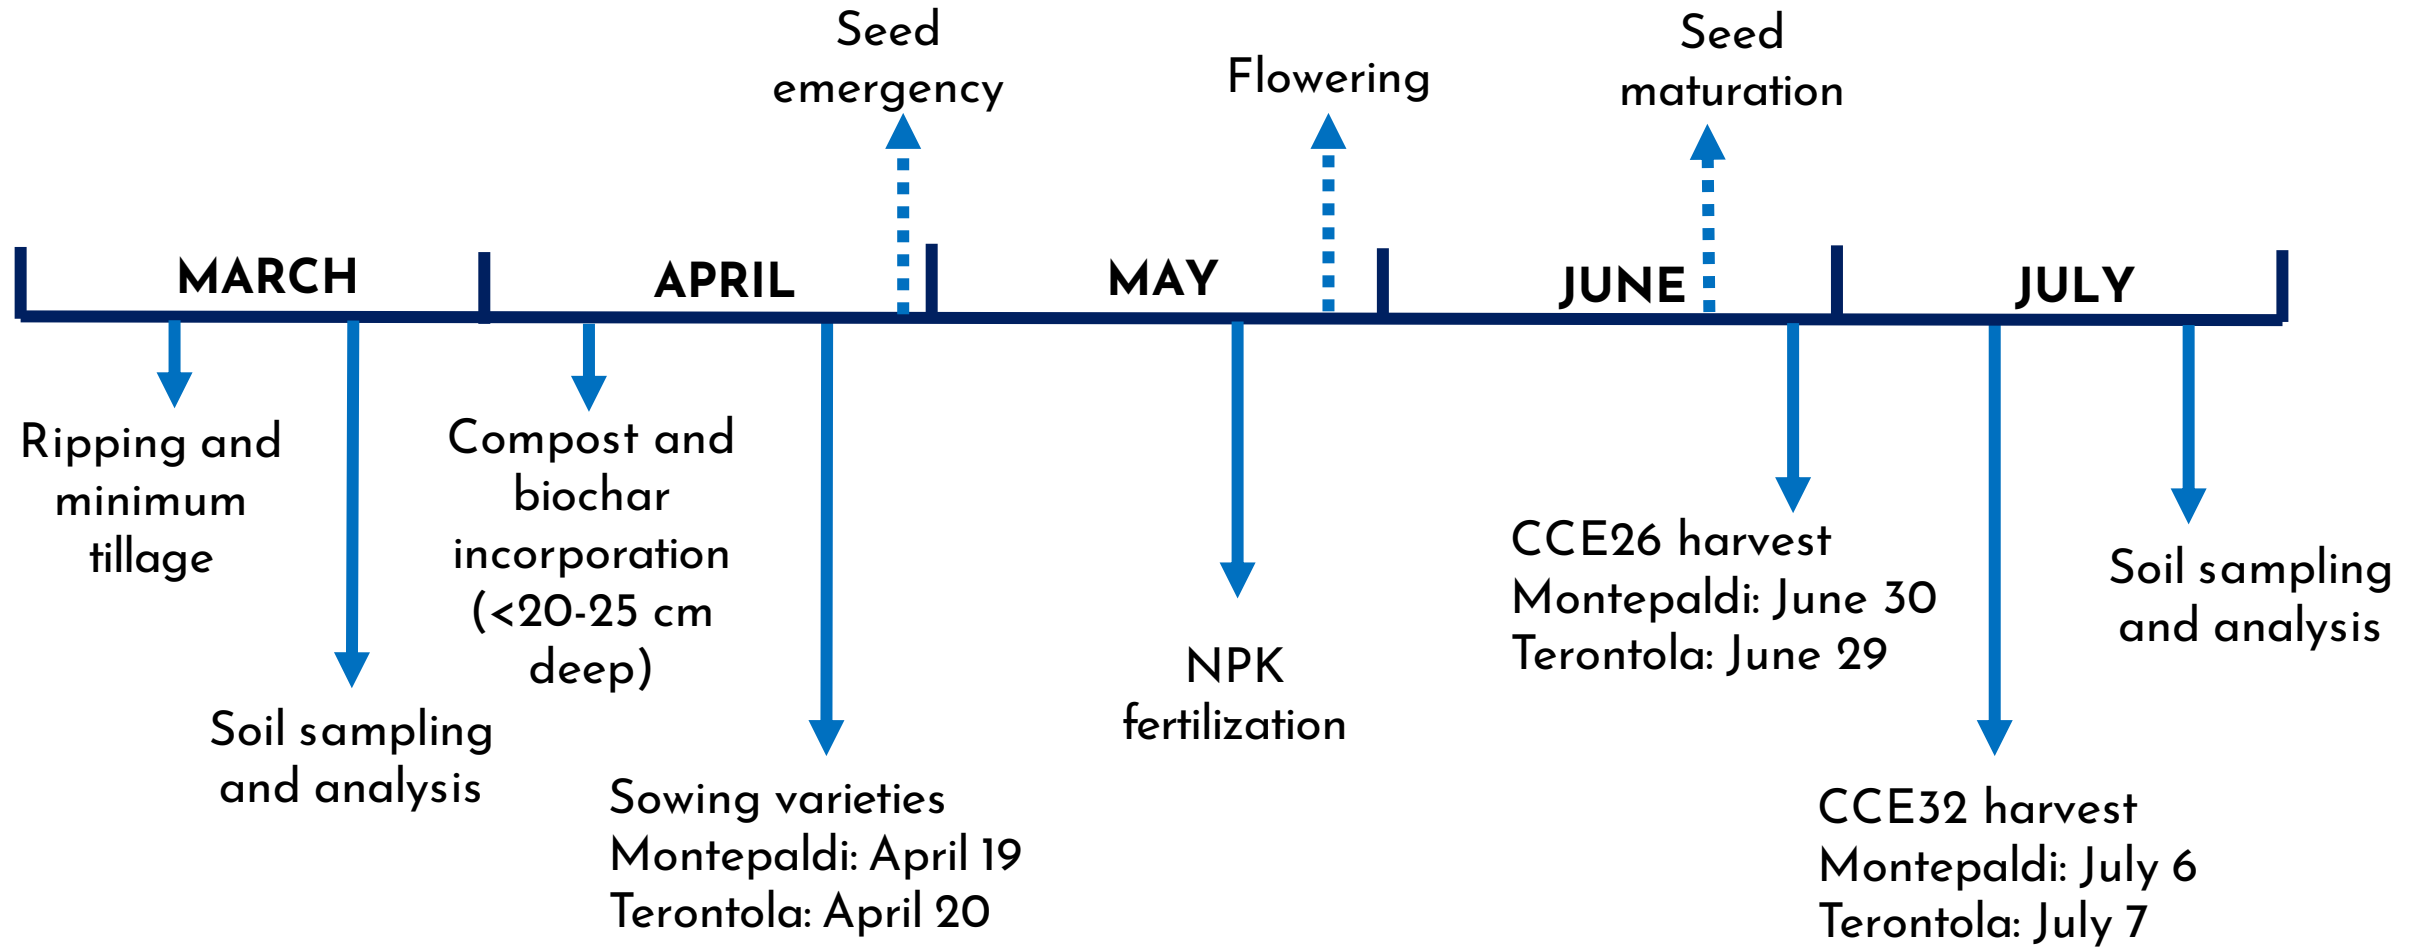 Seed
emergency
Flowering
Seed
maturation
MARCH
APRIL
MAY
JUNE
JULY
Ripping and
minimum
tillage
Soil sampling
and analysis
Compost and
biochar
incorporation
(<20-25 cm
deep)
Sowing varieties
Montepaldi: April 19
Terontola: April 20
NPK
fertilization
CCE26 harvest
Montepaldi: June 30
Terontola: June 29
CCE32 harvest
Montepaldi: July 6
Terontola: July 7
Soil sampling
and analysis